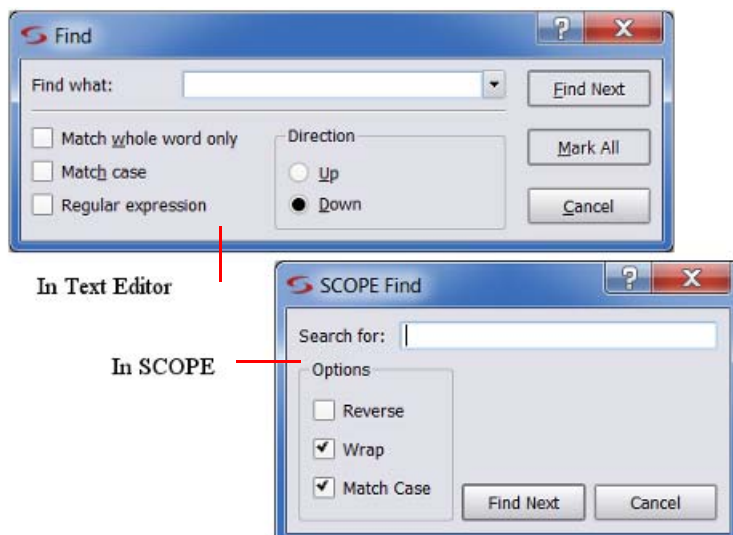 Find
Find what:
Find Next
Match whole word only
Direction
Mark All
Match case
Up
Regular expression
Down
Cancel
In Text Editor
SCOPE Find
Search for:
In SCOPE
Options
Reverse
Wrap
Match Case
Find Next
Cancel